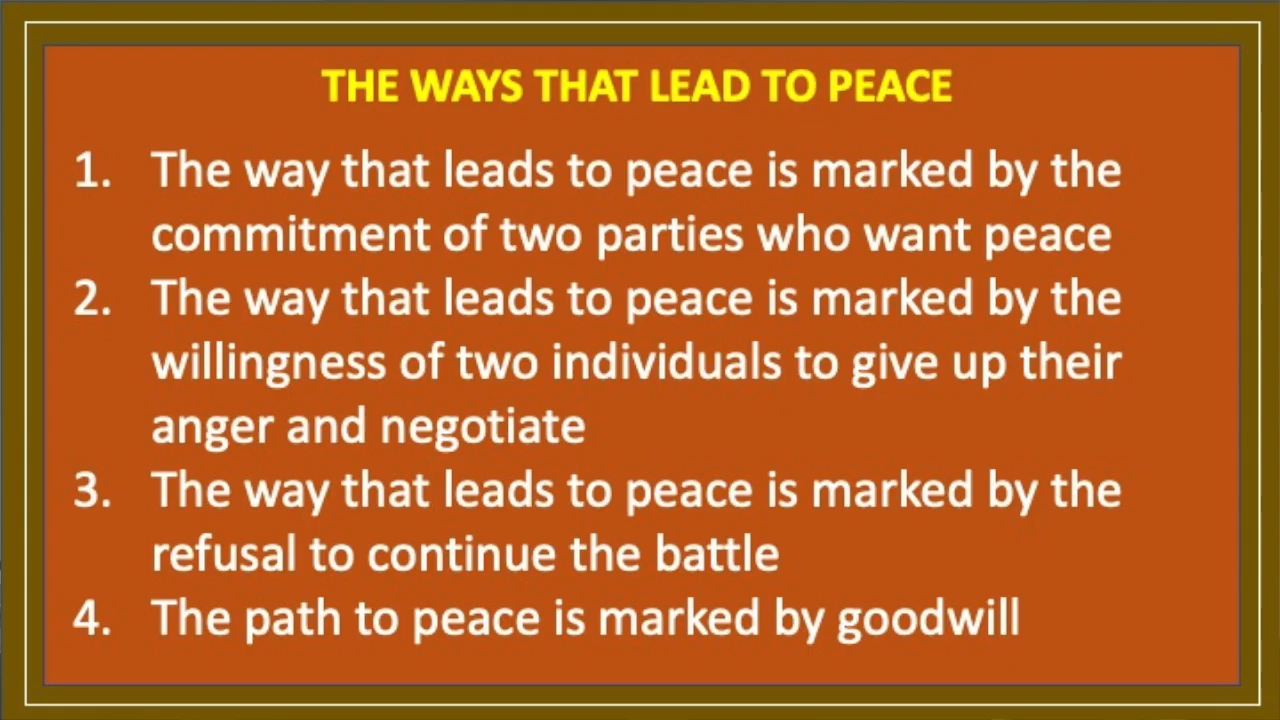 THE WAYS THAT LEAD TO PEACE
1. The way that leads to peace is marked by the
commitment of two parties who want peace
2. The way that leads to peace is marked by the
willingness of two individuals to give up their
anger and negotiate
3. The way that leads to peace is marked by the
refusal to continue the battle
4. The path to peace is marked by goodwill